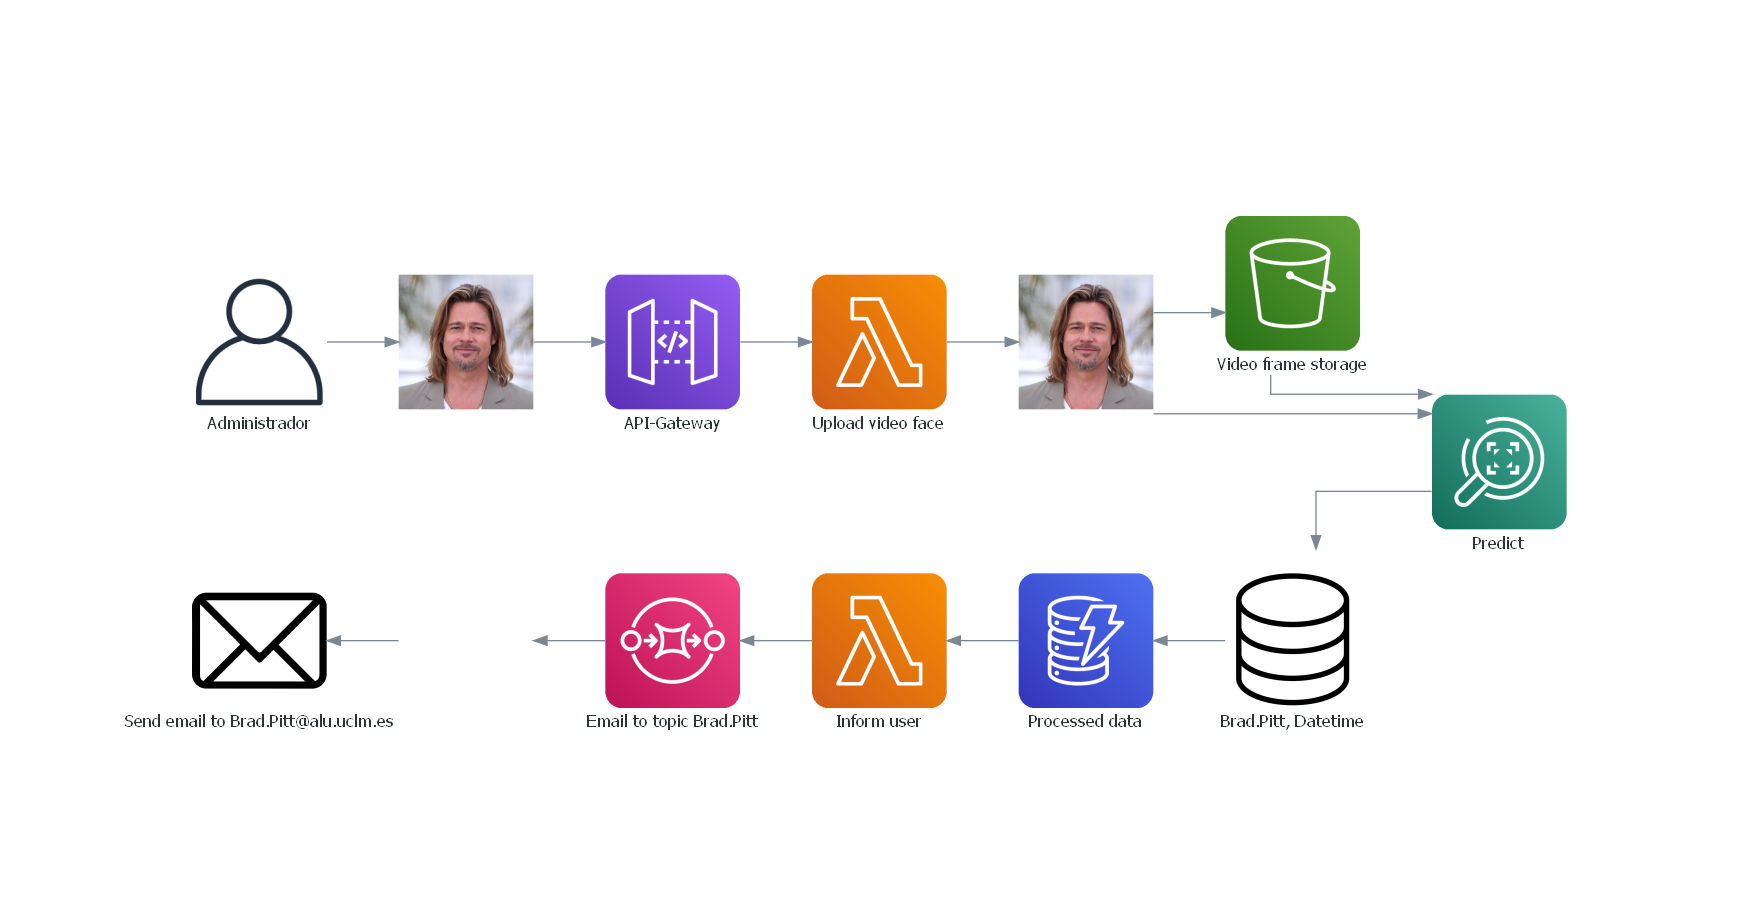 Video frame storage
Administrador
API-Gateway
Upload video face
Predict
Send email to Brad.Pitt@alu.uclm.es
Email to topic Brad.Pitt
Inform user
Processed data
Brad.Pitt, Datetime